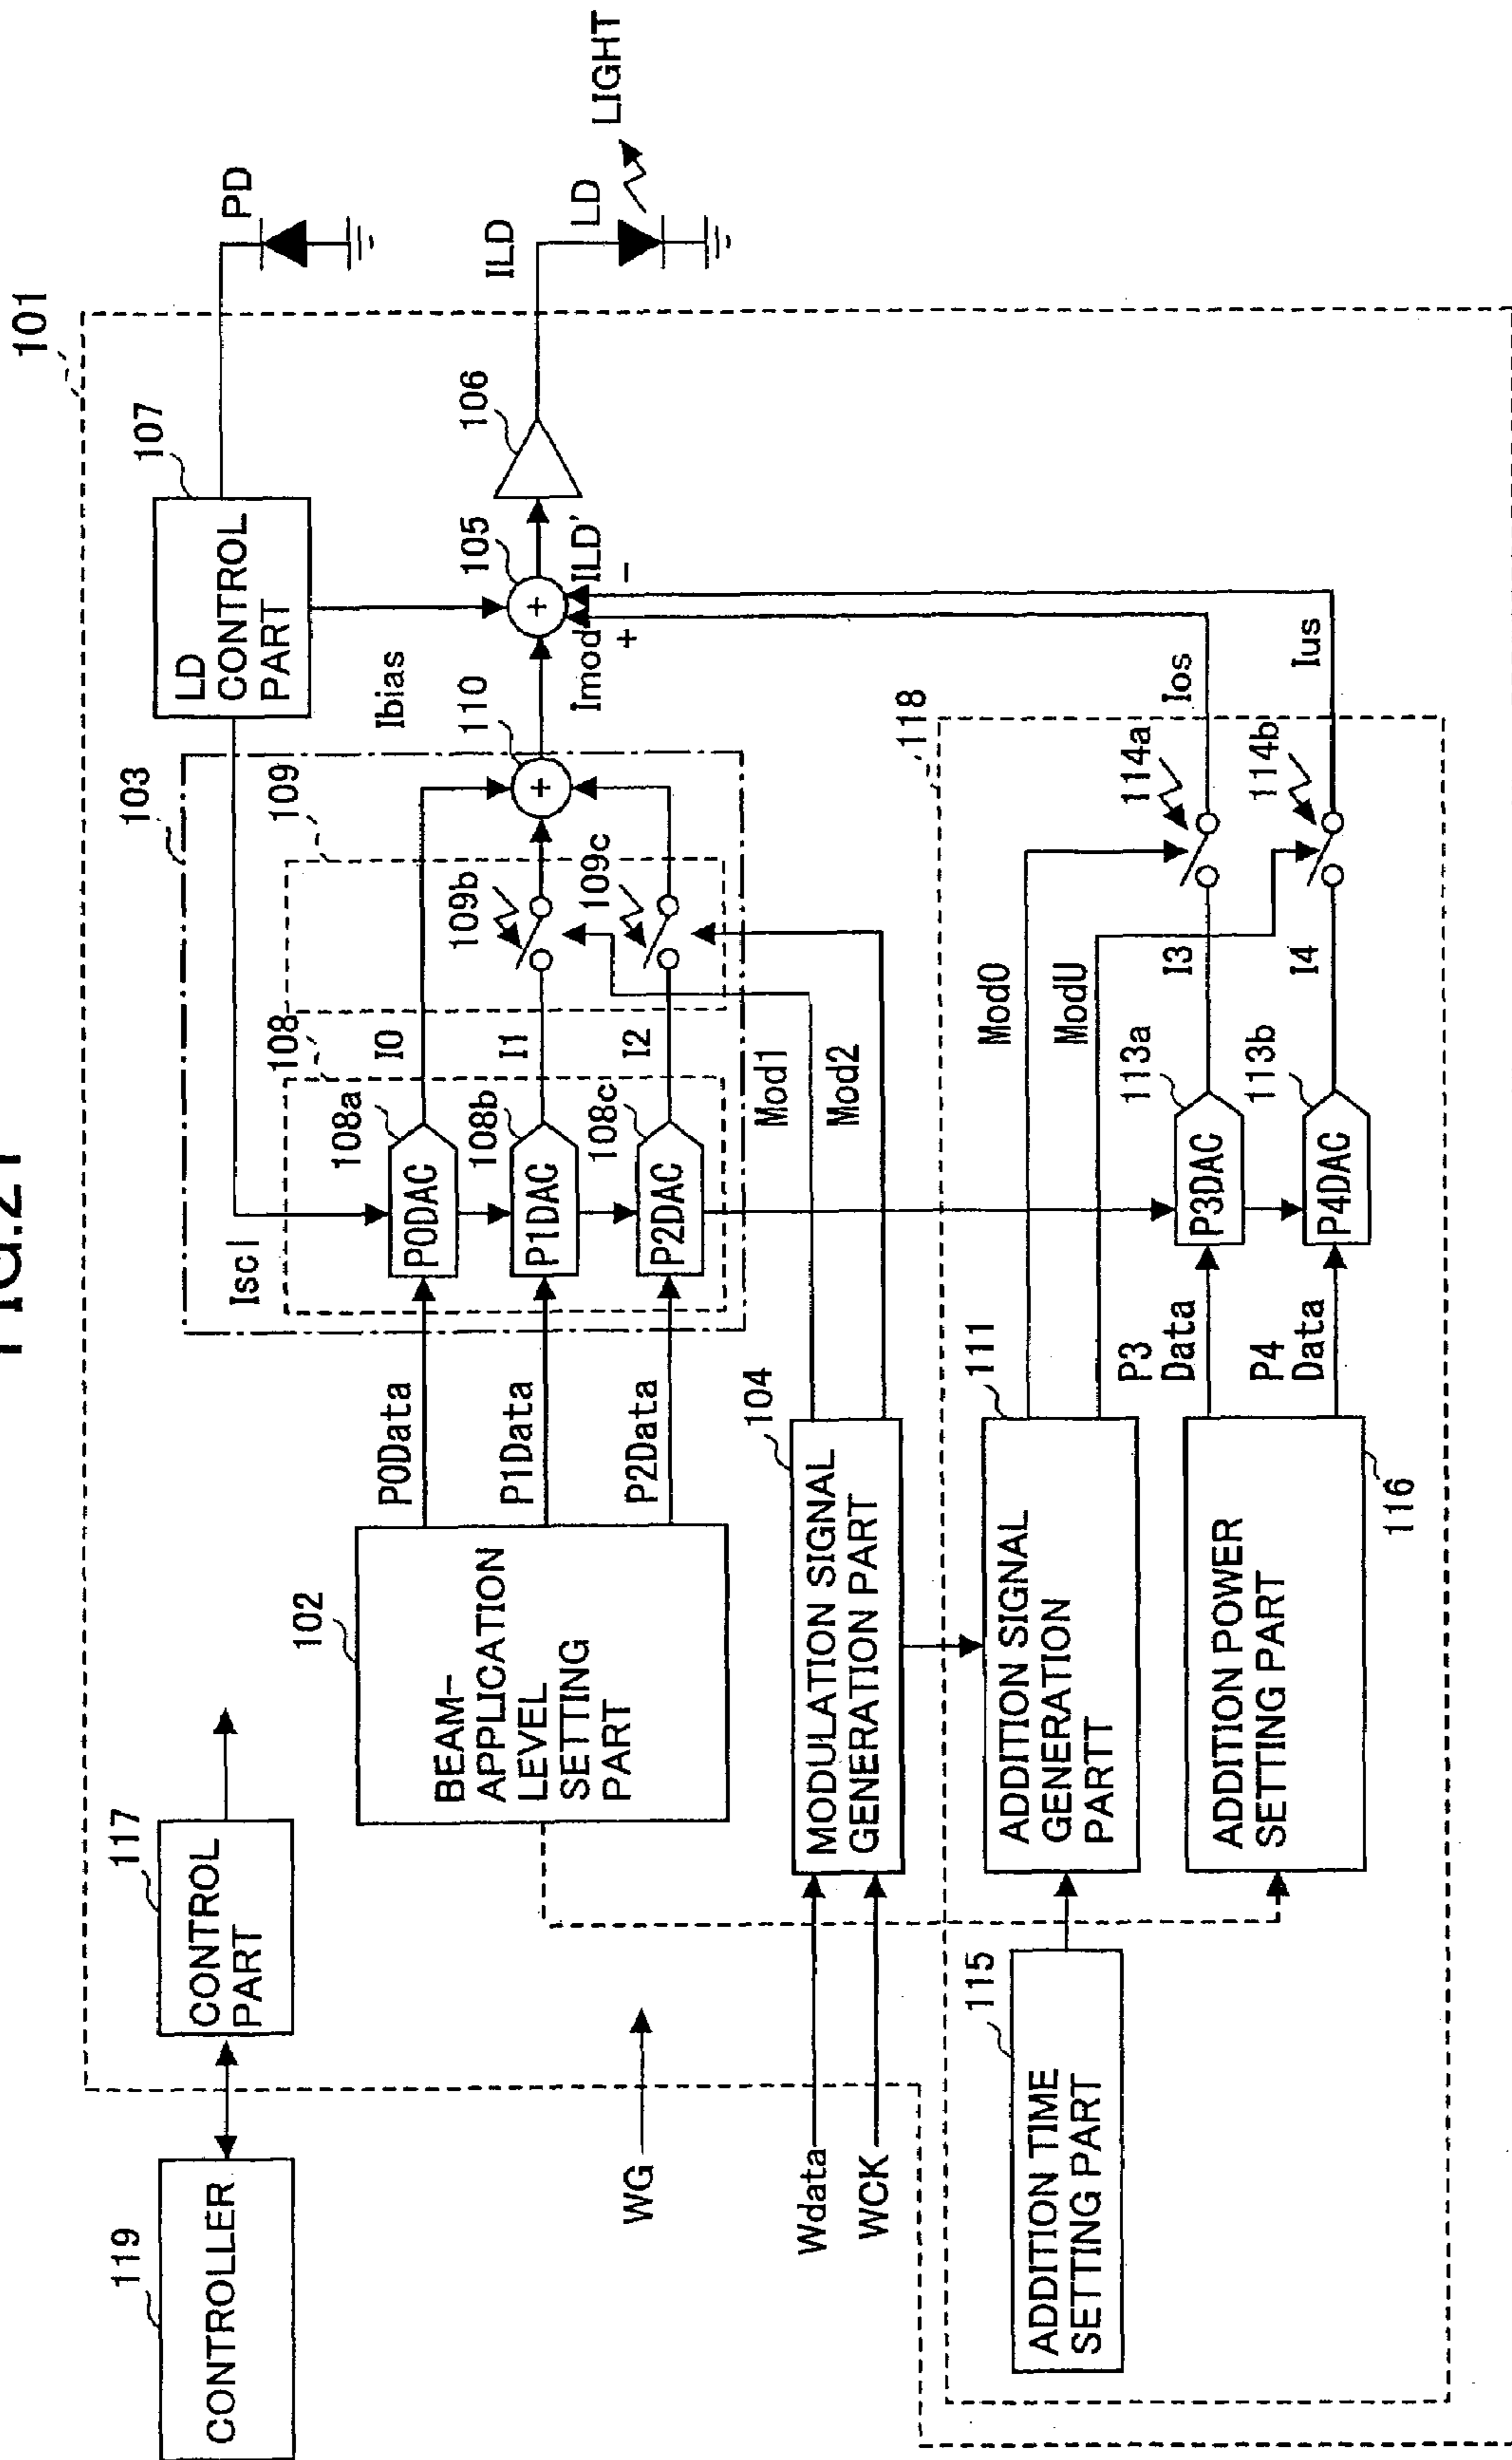 101
119
CONTROLLER
117
CONTROL
PART
107
LD
CONTROL
PART
PD
103
Iscl
Ibias
102
BEAM-
APPLICATION
LEVEL
SETTING
PART
P0Data
P1Data
P2Data
108
108a
P0DAC
108b
P1DAC
108c
P2DAC
I0
I1
I2
109
109b
109c
110
Imod
105
ILD'
+
+
+
-
106
ILD
LD
LIGHT
WG
Wdata
WCK
104
MODULATION SIGNAL
GENERATION PART
Mod1
Mod2
118
115
ADDITION TIME
SETTING PART
111
ADDITION SIGNAL
GENERATION
PARTT
ModO
ModU
116
ADDITION POWER
SETTING PART
P3
Data
P4
Data
113a
P3DAC
113b
P4DAC
I3
I4
114a
114b
Ios
Ius